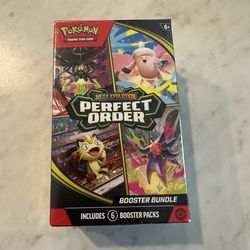 POKÉMON
TRADING CARD GAME
6+
MEGA EVOLUTION
PERFECT
ORDER
BOOSTER BUNDLE
INCLUDES 6 BOOSTER PACKS